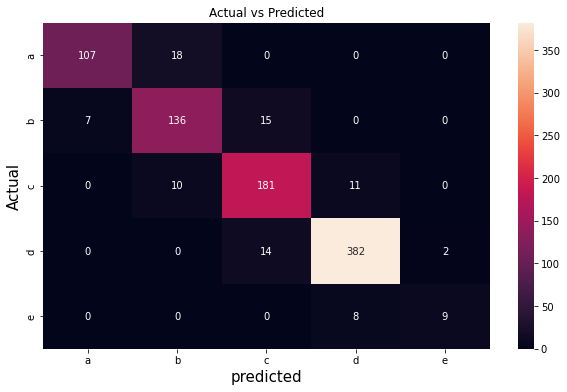 Actual vs Predicted
Actual
a
107 18 0 0 0
b
7 136 15 0 0
c
0 10 181 11 0
d
0 0 14 382 2
e
0 0 0 8 9
a b c d e
predicted
350
300
250
200
150
100
50
0